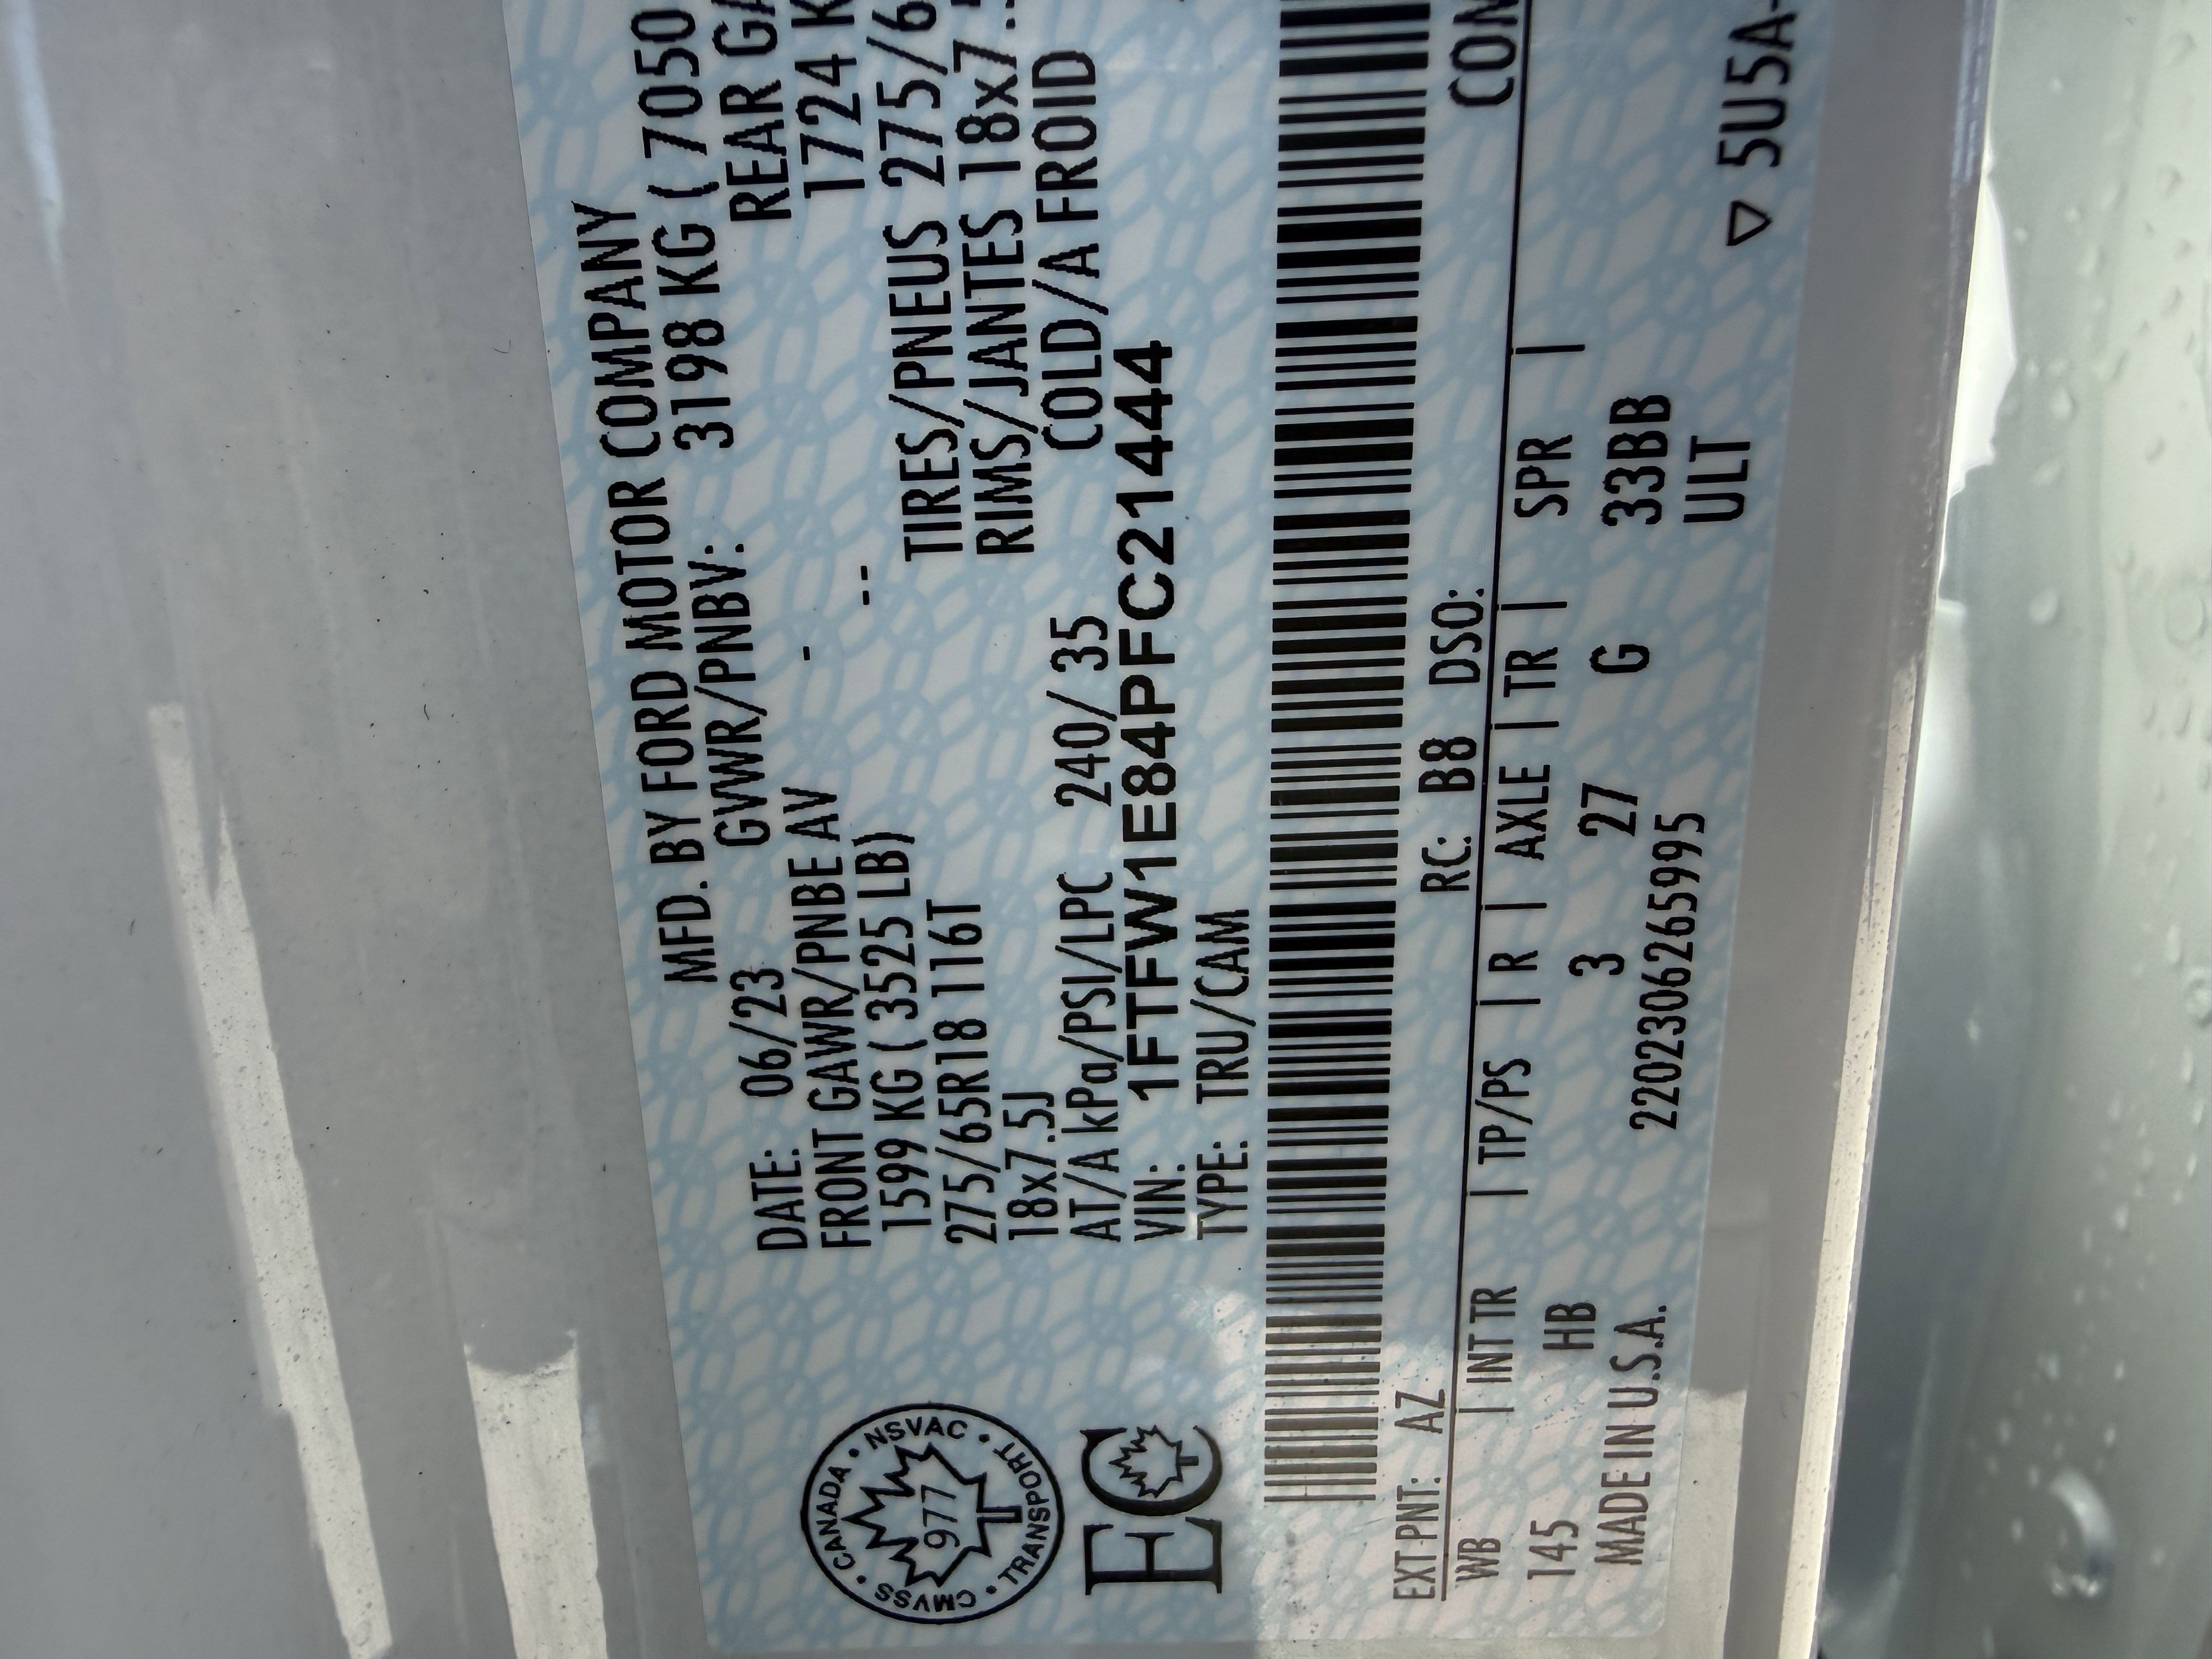 MFD. BY FORD MOTOR COMPANY
DATE: 06/23 GVWR/PNBV: 3198 KG ( 7050
FRONT GAWR/PNBE AV - REAR
1599 KG ( 3525 LB) -- 1724
275/65R18 116T TIRES/PNEUS 275/6
18x7.5J RIMS/JANTES 18x7.
AT/A kPa/PSI/LPC 240/ 35 COLD/A FROID
VIN: 1FTFW1E84PFC21444
TYPE: TRU/CAM
CANADA • NSVAC • TRANSPORT • CMVSS •
977
EC
EXT PNT: AZ RC: B8 DSO:
WB | INT TR | TP/PS | R | AXLE | TR | SPR |
145 HB 3 27 G 33BB
MADE IN U.S.A. 220230626599​5 ULT
▽ 5U5A-